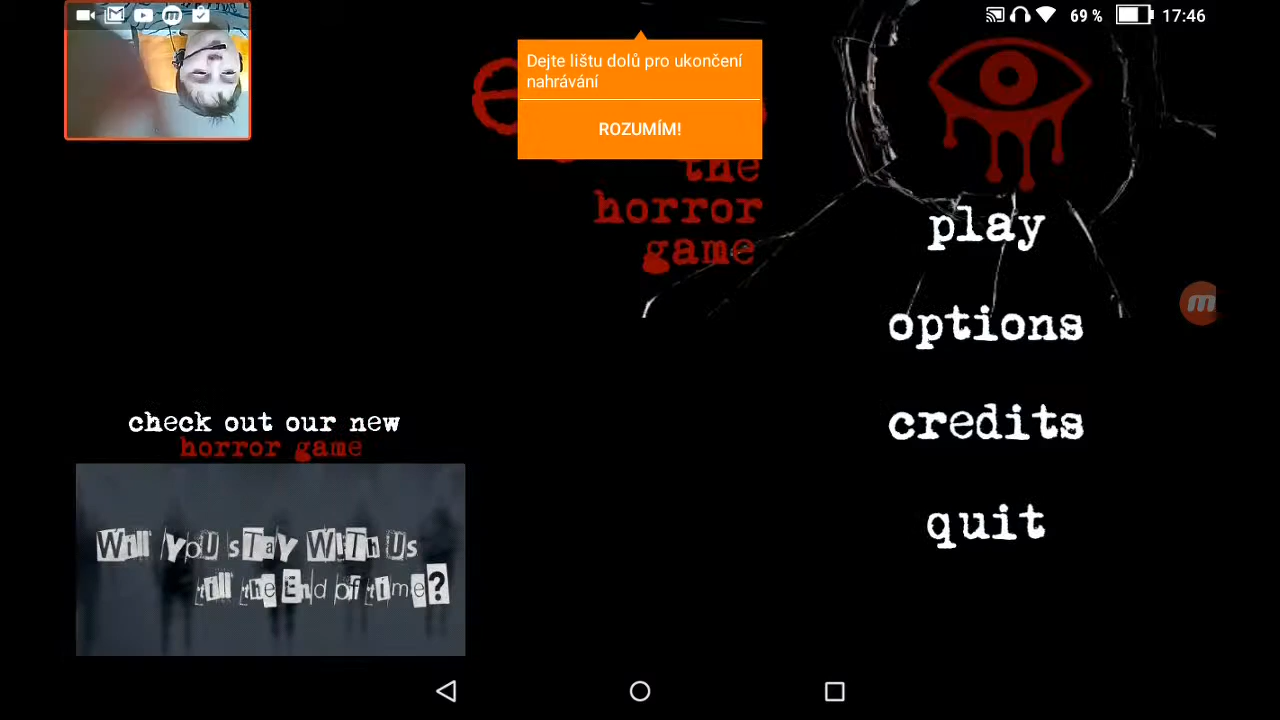 69 % 17:46
Dejte lištu dolů pro ukončení
nahrávání
ROZUMÍM!
the
horror
game
play
options
credits
quit
check out our new
horror game
Will you sTaY WiTh Us
till the End of time?